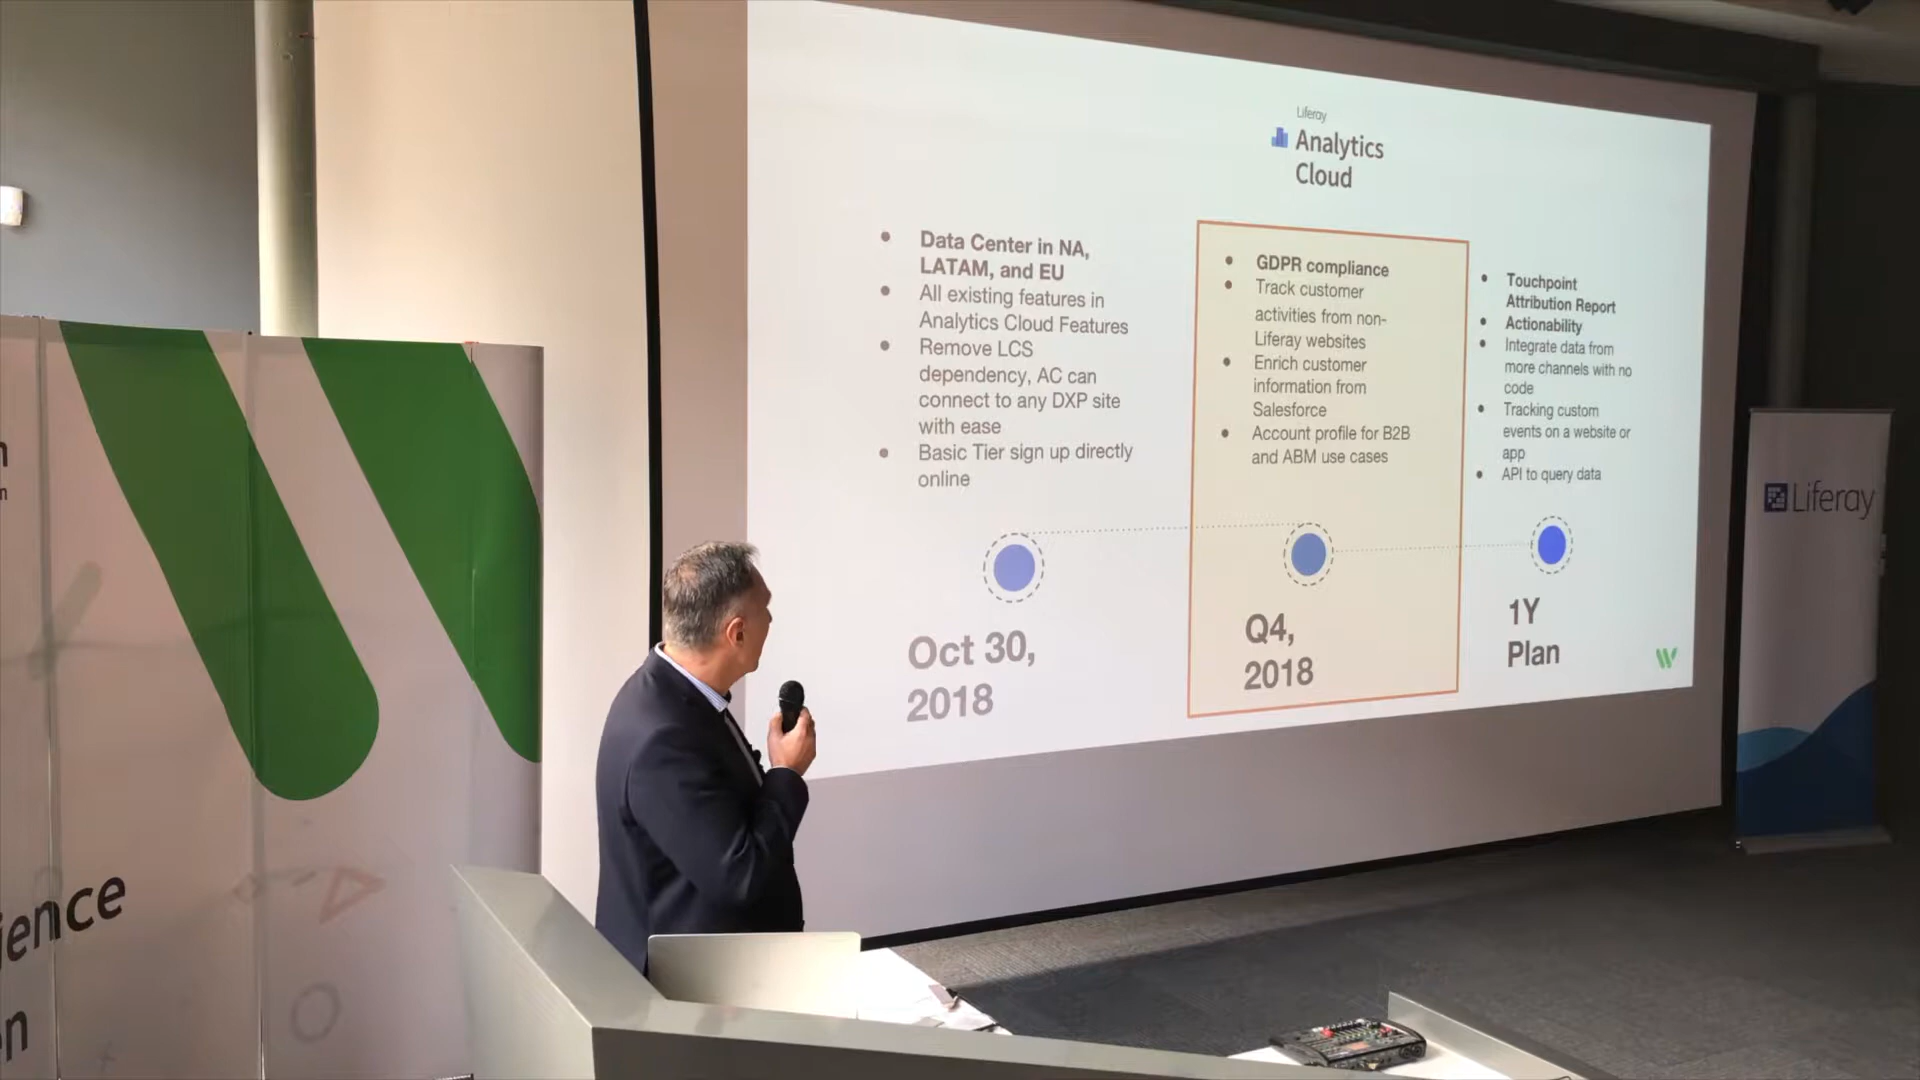 Liferay
Analytics
Cloud
Data Center in NA,
LATAM, and EU
All existing features in
Analytics Cloud Features
Remove LCS
dependency, AC can
connect to any DXP site
with ease
Basic Tier sign up directly
online
Oct 30,
2018
GDPR compliance
Track customer
activities from non-
Liferay websites
Enrich customer
information from
Salesforce
Account profile for B2B
and ABM use cases
Q4,
2018
Touchpoint
Attribution Report
Actionability
Integrate data from
more channels with no
code
Tracking custom
events on a website or
app
API to query data
1Y
Plan
Liferay
ience
n
n
n